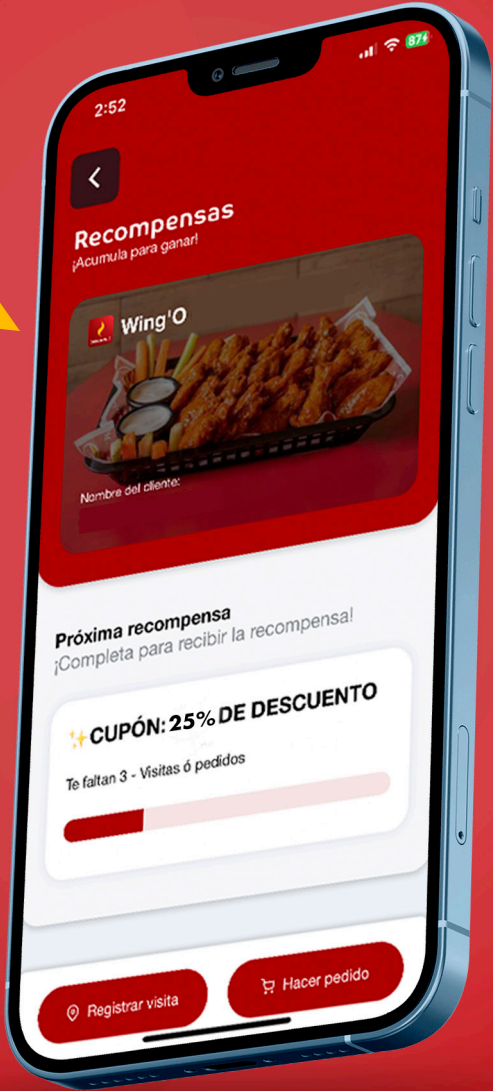 2:52
87
Recompensas
¡Acumula para ganar!
Wing'O
Nombre del cliente:
Próxima recompensa
¡Completa para recibir la recompensa!
✨CUPÓN: 25% DE DESCUENTO
Te faltan 3 - Visitas ó pedidos
Registrar visita
Hacer pedido